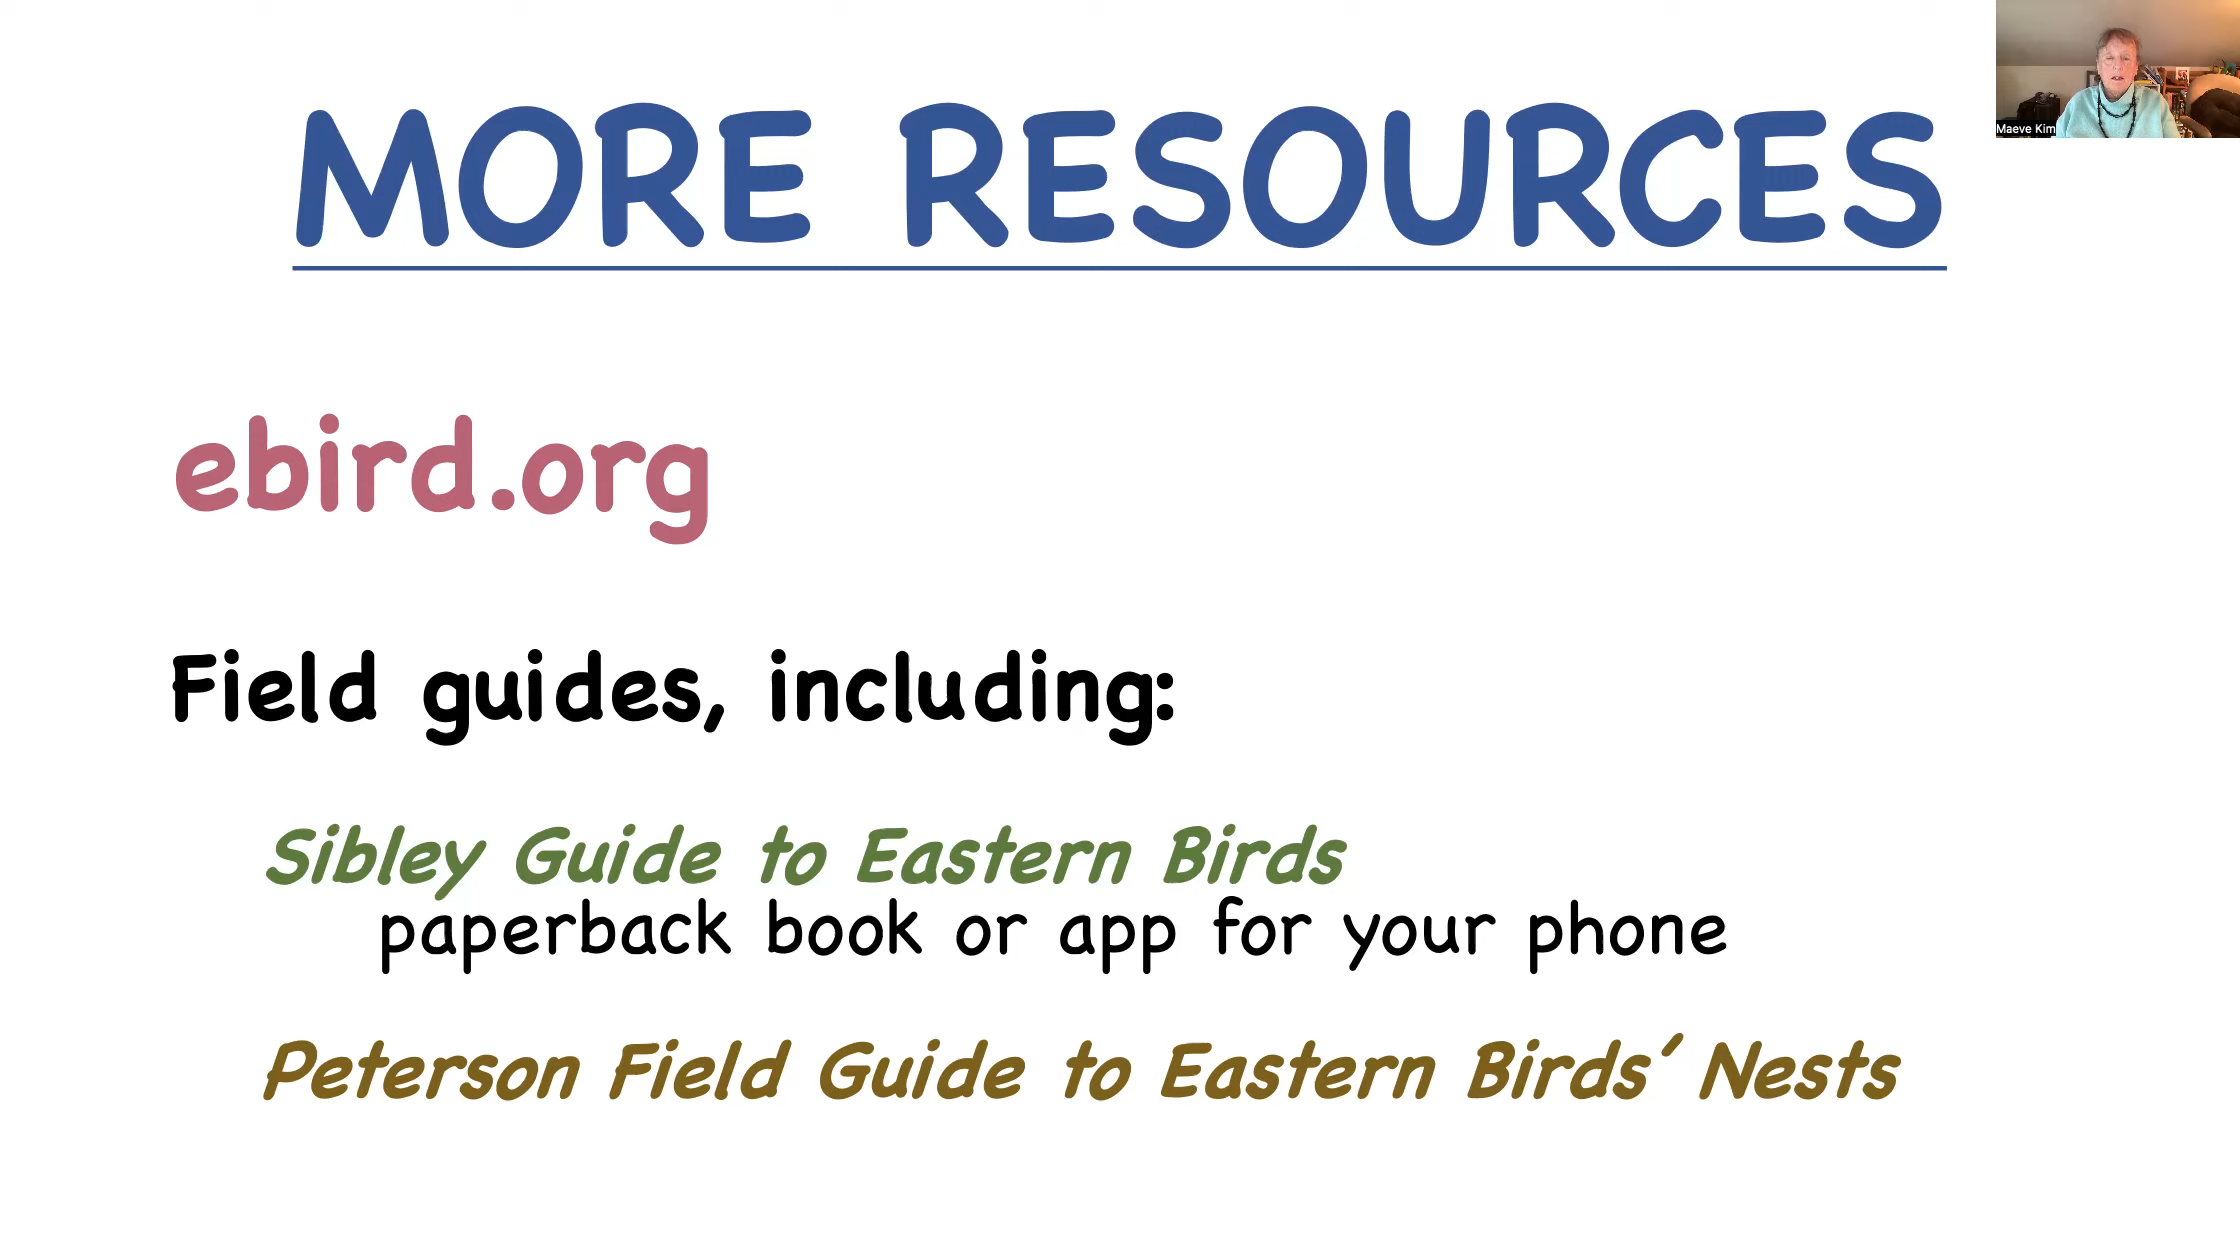 MORE RESOURCES
Maeve Kim
ebird.org
Field guides, including:
Sibley Guide to Eastern Birds
paperback book or app for your phone
Peterson Field Guide to Eastern Birds’ Nests